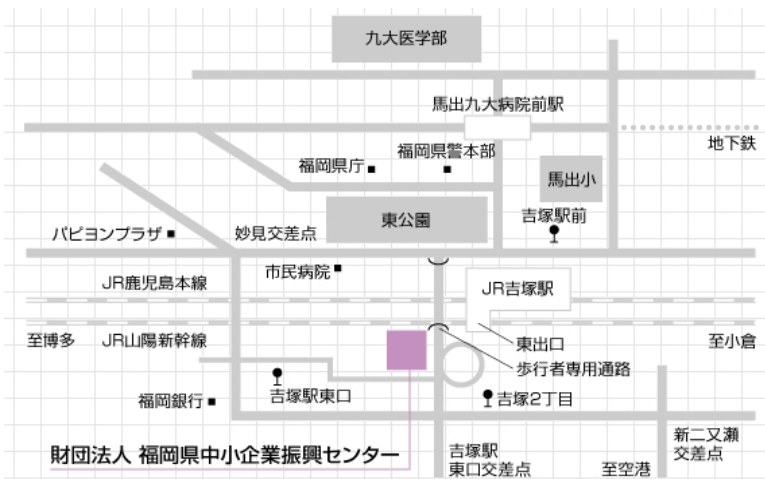 九大医学部
馬出九大病院前駅
地下鉄
福岡県警本部
福岡県庁
馬出小
東公園
吉塚駅前
パピヨンプラザ
妙見交差点
市民病院
JR鹿児島本線
JR吉塚駅
至博多
JR山陽新幹線
東出口
至小倉
歩行者専用通路
吉塚駅東口
福岡銀行
吉塚2丁目
財団法人 福岡県中小企業振興センター
吉塚駅
東口交差点
至空港
新二又瀬
交差点